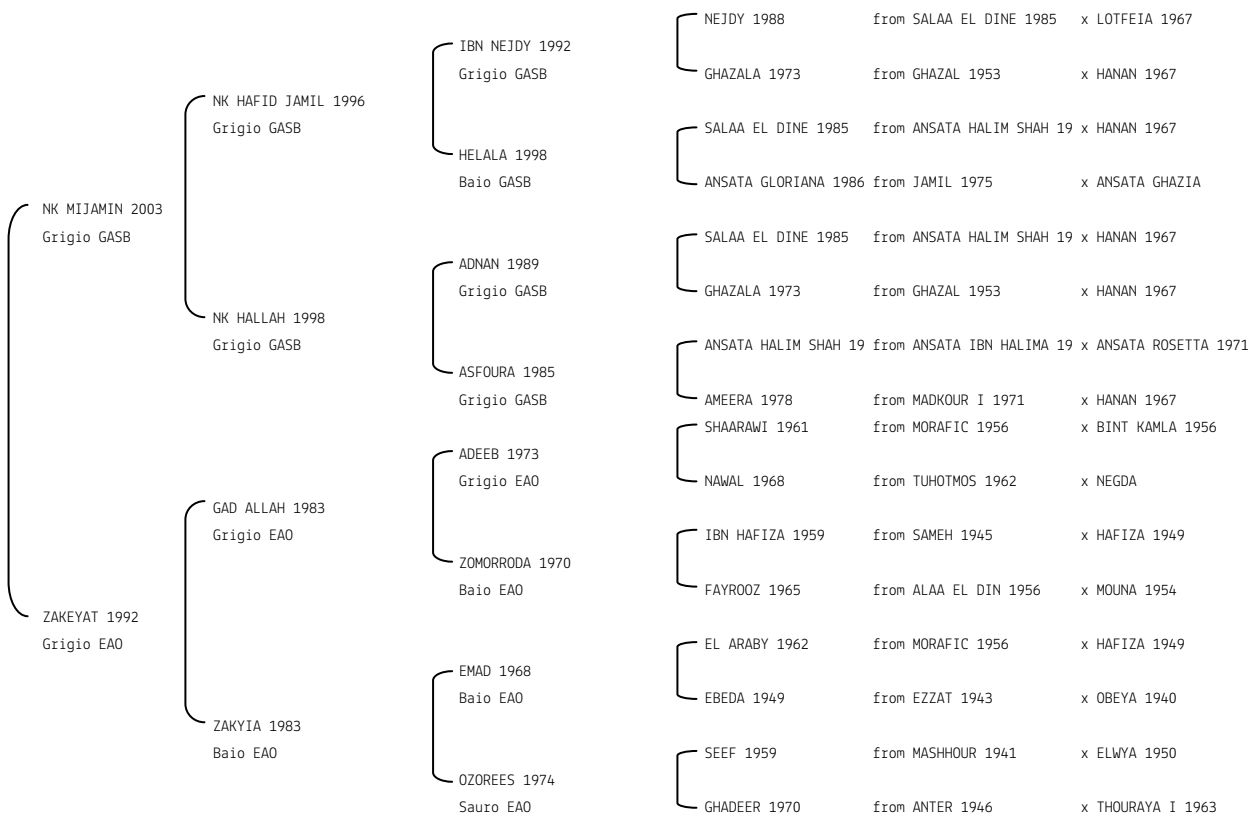 NEJDY 1988 from SALAA EL DINE 1985 x LOTFEIA 1967
IBN NEJDY 1992
Grigio GASB
GHAZALA 1973 from GHAZAL 1953 x HANAN 1967
NK HAFID JAMIL 1996
Grigio GASB
SALAA EL DINE 1985 from ANSATA HALIM SHAH 19 x HANAN 1967
HELALA 1998
Baio GASB
ANSATA GLORIANA 1986 from JAMIL 1975 x ANSATA GHAZIA
NK MIJAMIN 2003
Grigio GASB
SALAA EL DINE 1985 from ANSATA HALIM SHAH 19 x HANAN 1967
ADNAN 1989
Grigio GASB
GHAZALA 1973 from GHAZAL 1953 x HANAN 1967
NK HALLAH 1998
Grigio GASB
ANSATA HALIM SHAH 19 from ANSATA IBN HALIMA 19 x ANSATA ROSETTA 1971
ASFOURA 1985
Grigio GASB
AMEERA 1978 from MADKOUR I 1971 x HANAN 1967
SHAARAWI 1961 from MORAFIC 1956 x BINT KAMLA 1956
ADEEB 1973
Grigio EAO
NAWAL 1968 from TUHOTMOS 1962 x NEGDA
GAD ALLAH 1983
Grigio EAO
IBN HAFIZA 1959 from SAMEH 1945 x HAFIZA 1949
ZOMORRODA 1970
Baio EAO
FAYROOZ 1965 from ALAA EL DIN 1956 x MOUNA 1954
ZAKEYAT 1992
Grigio EAO
EL ARABY 1962 from MORAFIC 1956 x HAFIZA 1949
EMAD 1968
Baio EAO
EBEDA 1949 from EZZAT 1943 x OBEYA 1940
ZAKYIA 1983
Baio EAO
SEEF 1959 from MASHHOUR 1941 x ELWYA 1950
OZOREES 1974
Sauro EAO
GHADEER 1970 from ANTER 1946 x THOURAYA I 1963